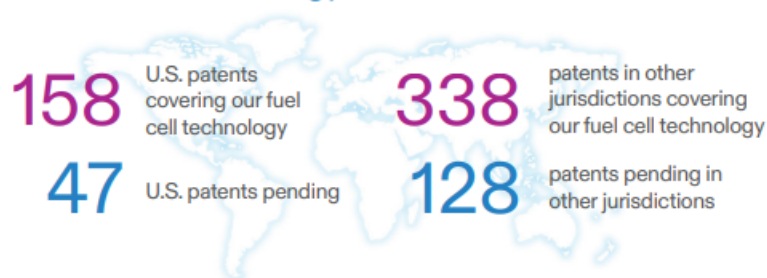 158
U.S. patents
covering our fuel
cell technology
338
patents in other
jurisdictions covering
our fuel cell technology
47
U.S. patents pending
128
patents pending in
other jurisdictions